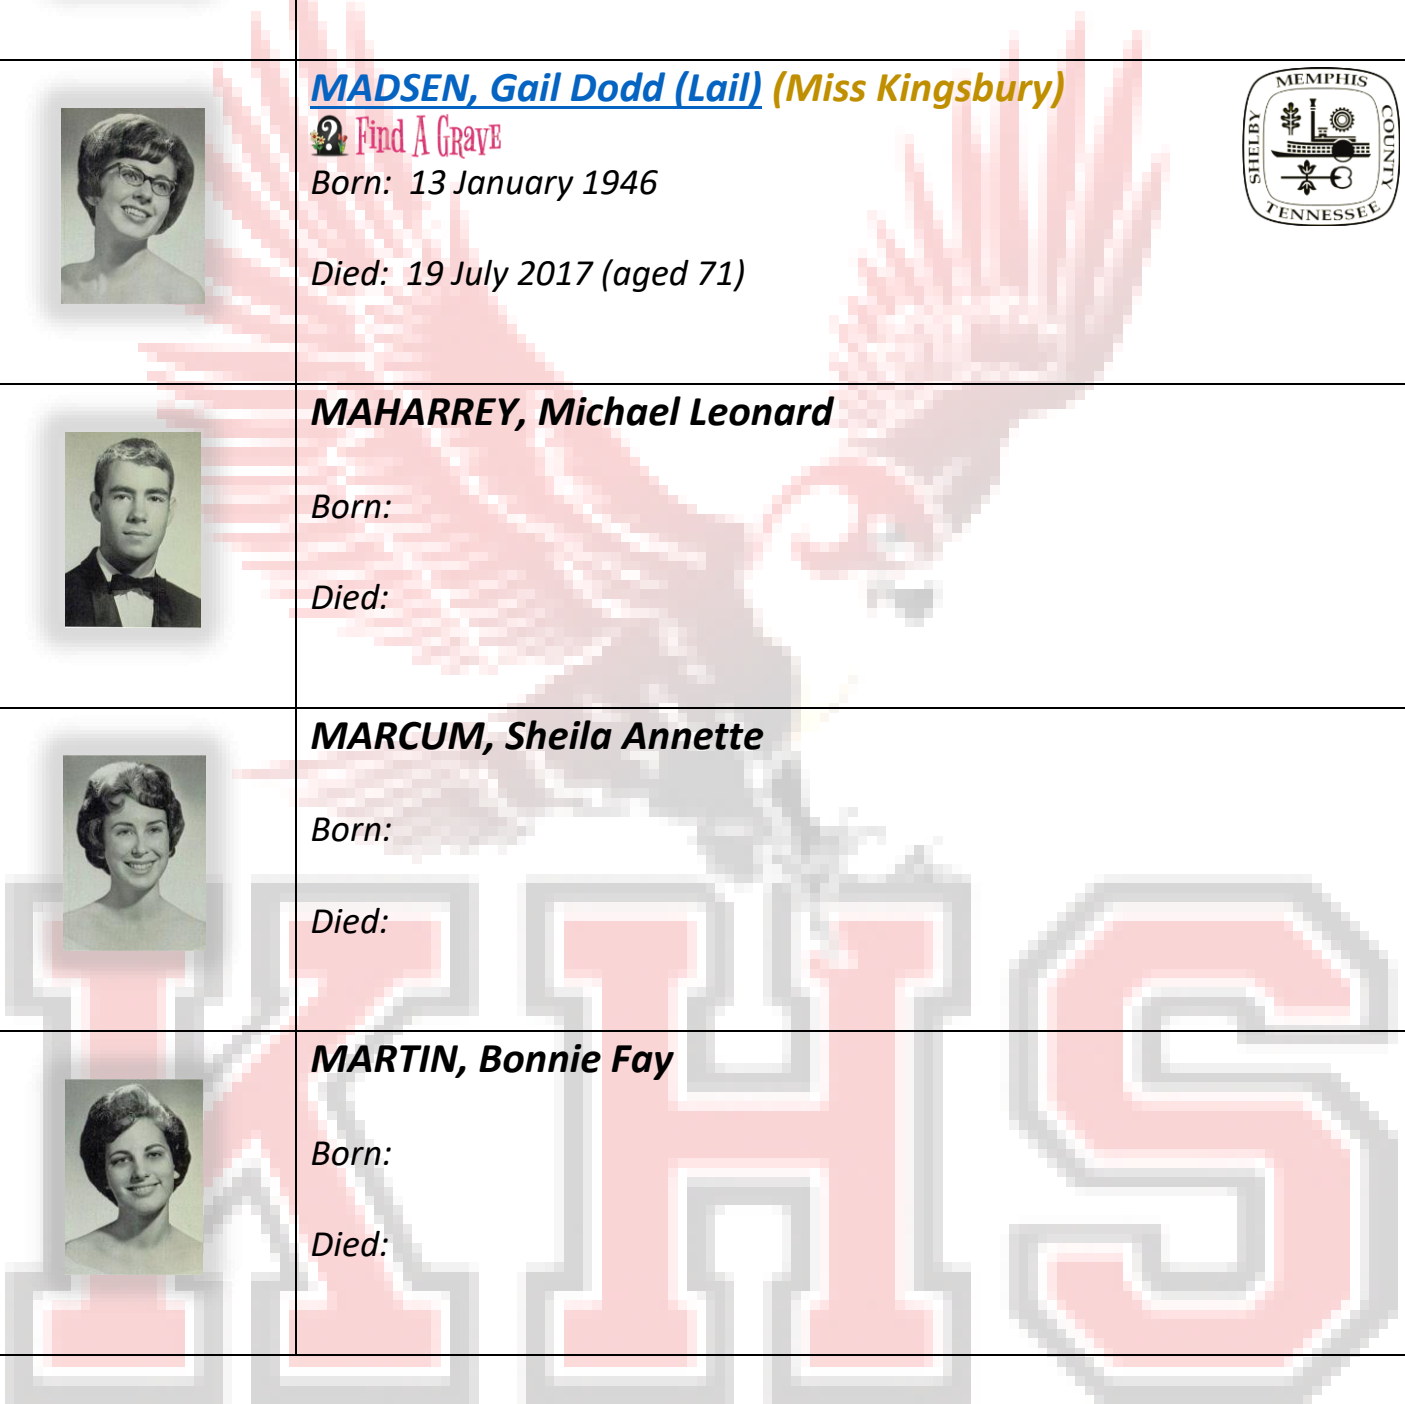 MADSEN, Gail Dodd (Lail) (Miss Kingsbury)
Find A Grave
Born: 13 January 1946
Died: 19 July 2017 (aged 71)
MEMPHIS
SHELBY
COUNTY
TENNESSEE
MAHARREY, Michael Leonard
Born:
Died:
MARCUM, Sheila Annette
Born:
Died:
MARTIN, Bonnie Fay
Born:
Died:
KHS